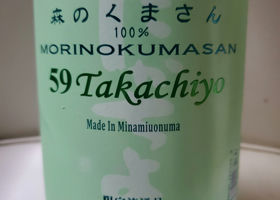 森のくまさん
100%
MORINOKUMASAN
59 Takachiyo
Made In Minamiuonuma